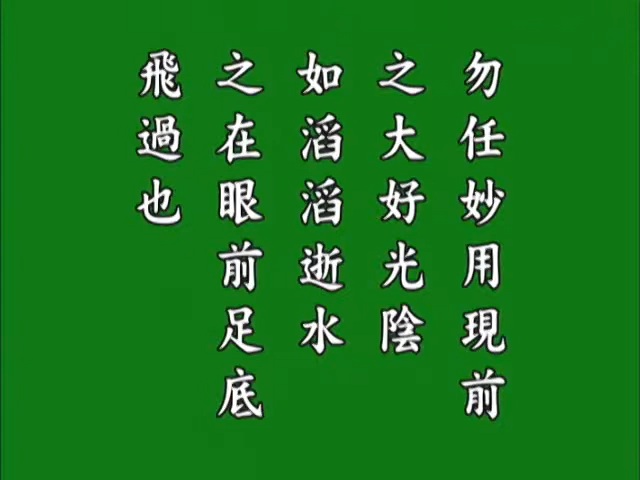 勿任妙用現前
之大好光陰
如滔滔逝水
之在眼前足底
飛過也